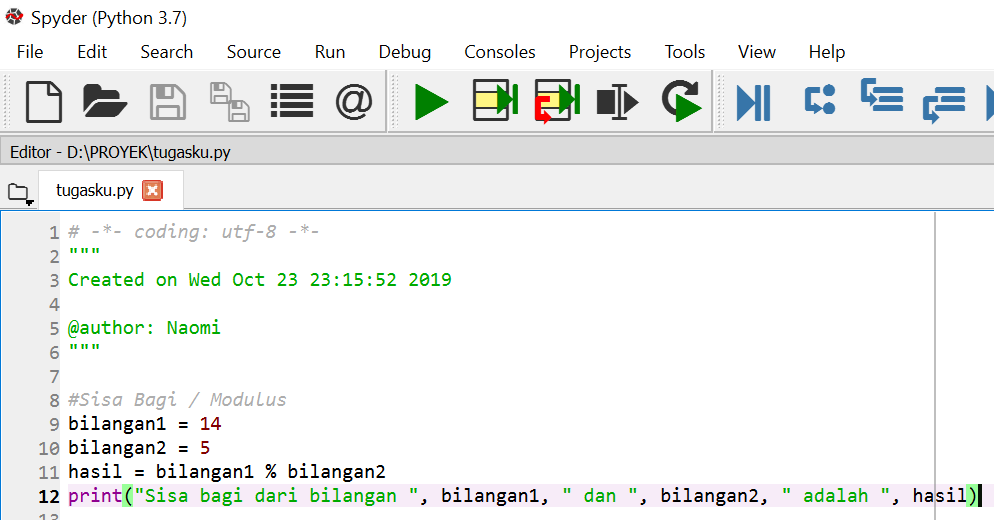 Spyder (Python 3.7)
File Edit Search Source Run Debug Consoles Projects Tools View Help
@
Editor - D:\PROYEK\tugasku.py
tugasku.py
1 # -*- coding: utf-8 -*-
2 """
3 Created on Wed Oct 23 23:15:52 2019
4
5 @author: Naomi
6 """
7
8 #Sisa Bagi / Modulus
9 bilangan1 = 14
10 bilangan2 = 5
11 hasil = bilangan1 % bilangan2
12 print("Sisa bagi dari bilangan ", bilangan1, " dan ", bilangan2, " adalah ", hasil)
13